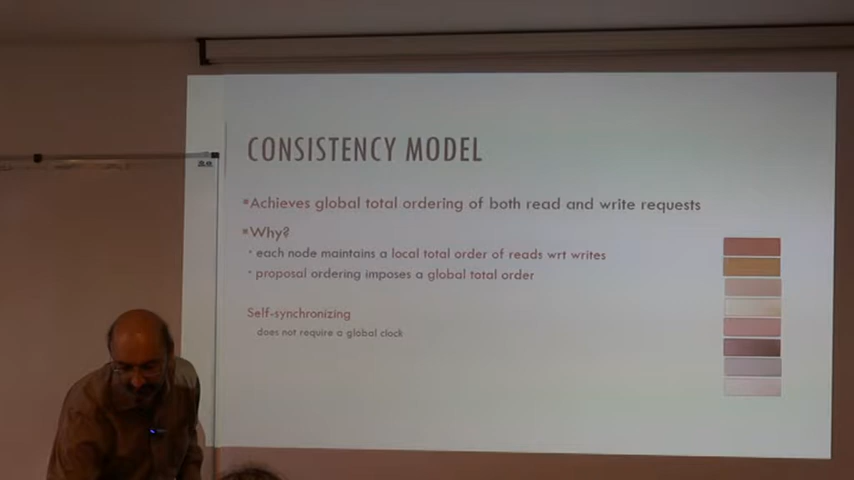 CONSISTENCY MODEL
Achieves global total ordering of both read and write requests
Why?
each node maintains a local total order of reads wrt writes
proposal ordering imposes a global total order
Self-synchronizing
does not require a global clock